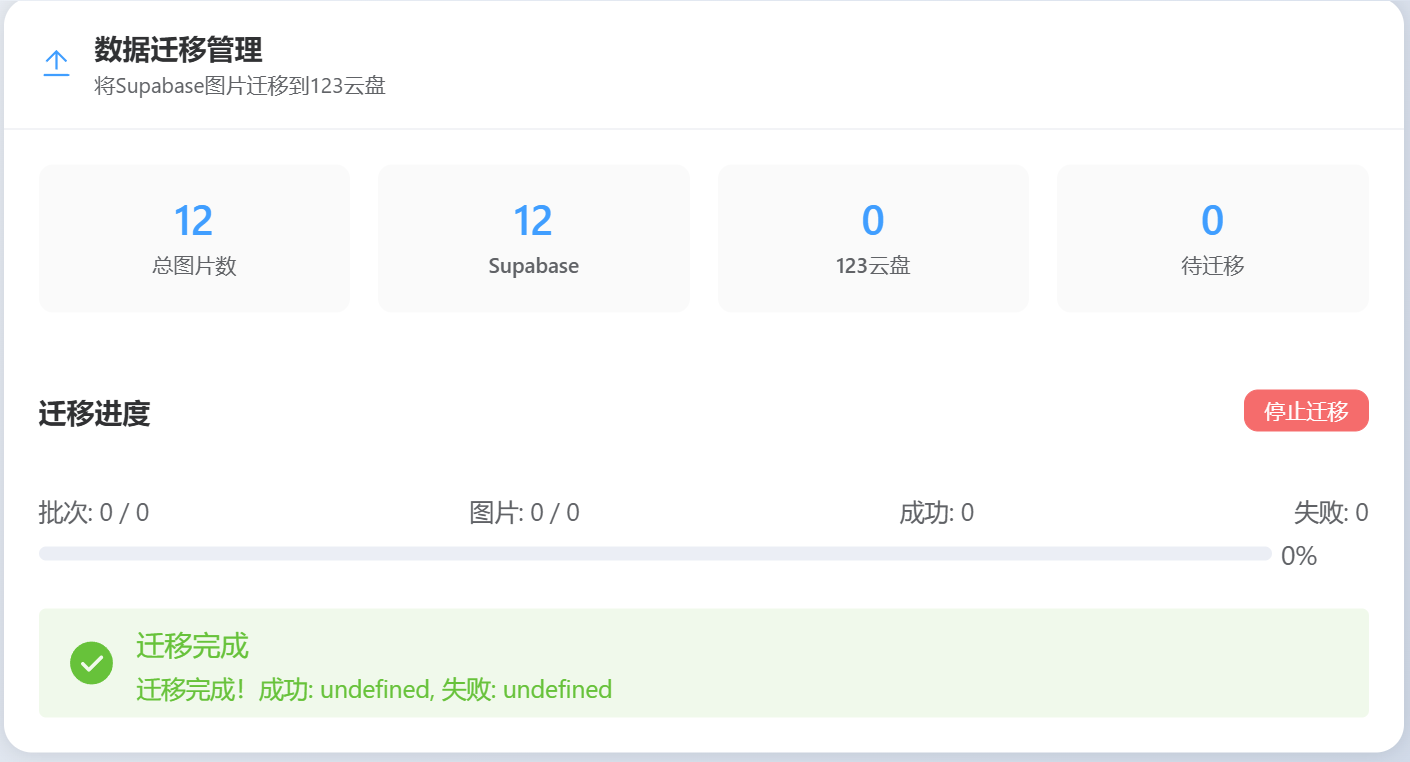 数据迁移管理
将Supabase图片迁移到123云盘
12
总图片数
12
Supabase
0
123云盘
0
待迁移
迁移进度
停止迁移
批次: 0 / 0
图片: 0 / 0
成功: 0
失败: 0
0%
迁移完成
迁移完成！成功: undefined, 失败: undefined